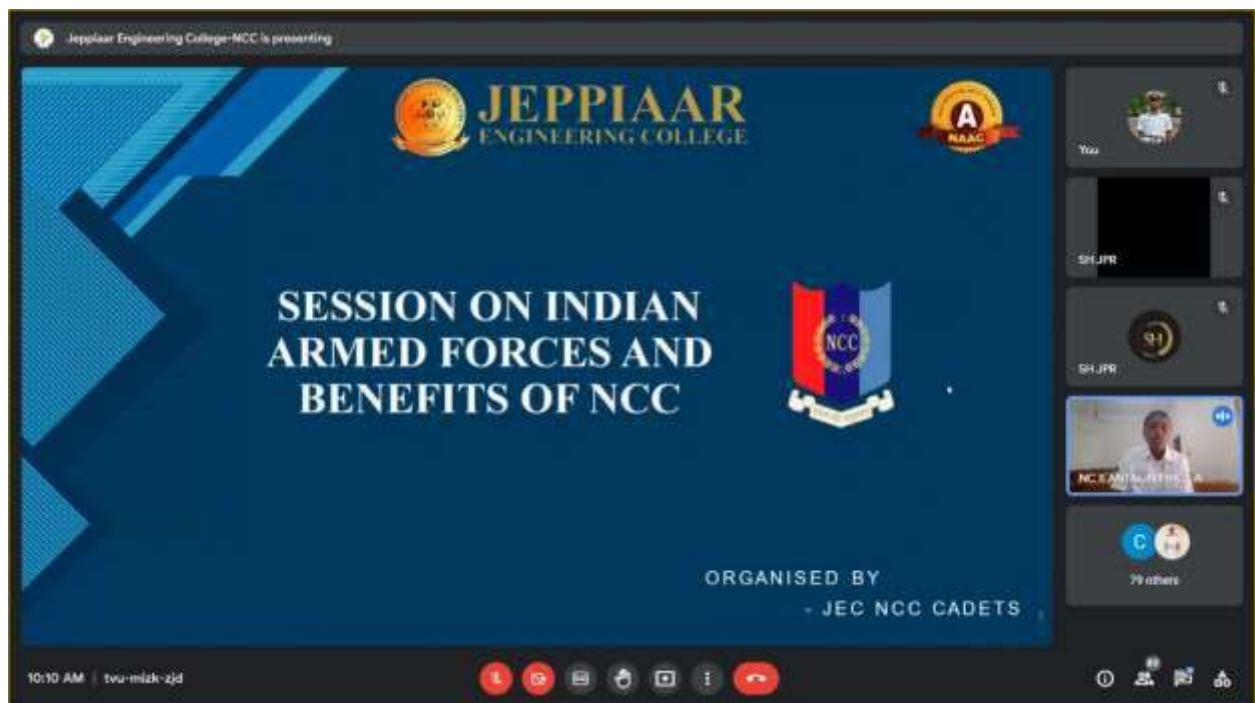 Jeppiaar Engineering College-NCC is presenting
JEPPIAAR
ENGINEERING COLLEGE
A
NAAC
SESSION ON INDIAN
ARMED FORCES AND
BENEFITS OF NCC
NCC
ORGANISED BY
- JEC NCC CADETS
You
SH JPR
SH
SH JPR
C
79 others
10:10 AM | tvu-mizk-zjd